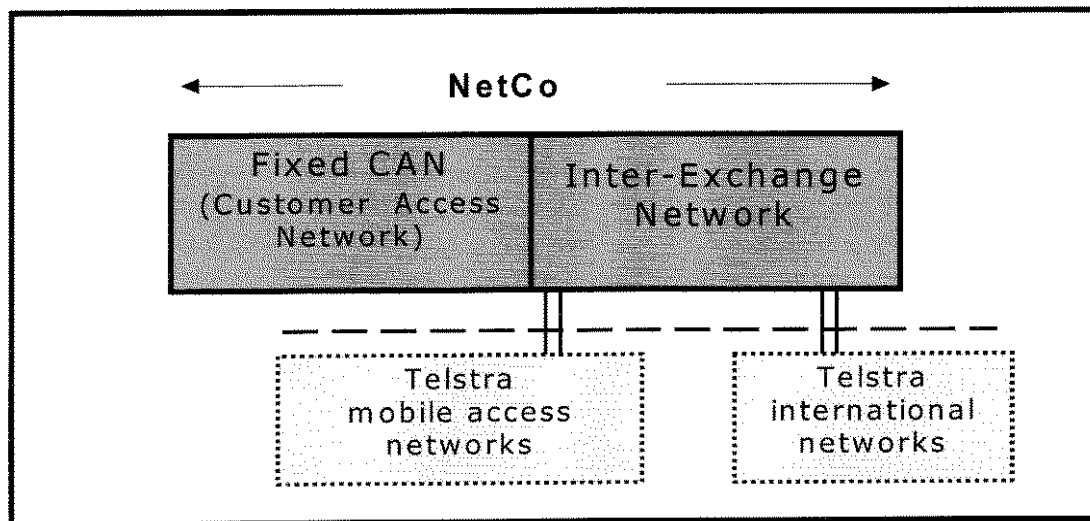 NetCo
Fixed CAN
(Customer Access
Network)
Inter-Exchange
Network
Telstra
mobile access
networks
Telstra
international
networks